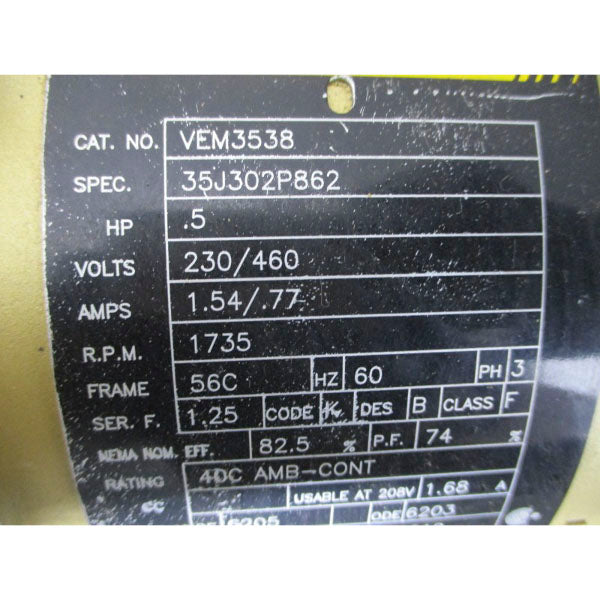 CAT. NO. VEM3538
SPEC. 35J302P862
HP .5
VOLTS 230/460
AMPS 1.54/.77
R.P.M. 1735
FRAME 56C HZ 60 PH 3
SER. F. 1.25 CODE K DES B CLASS F
NEMA NOM. EFF. 82.5 % P.F. 74 %
RATING 40C AMB-CONT
CC USABLE AT 208V 1.68 A
6205 ODE 6203